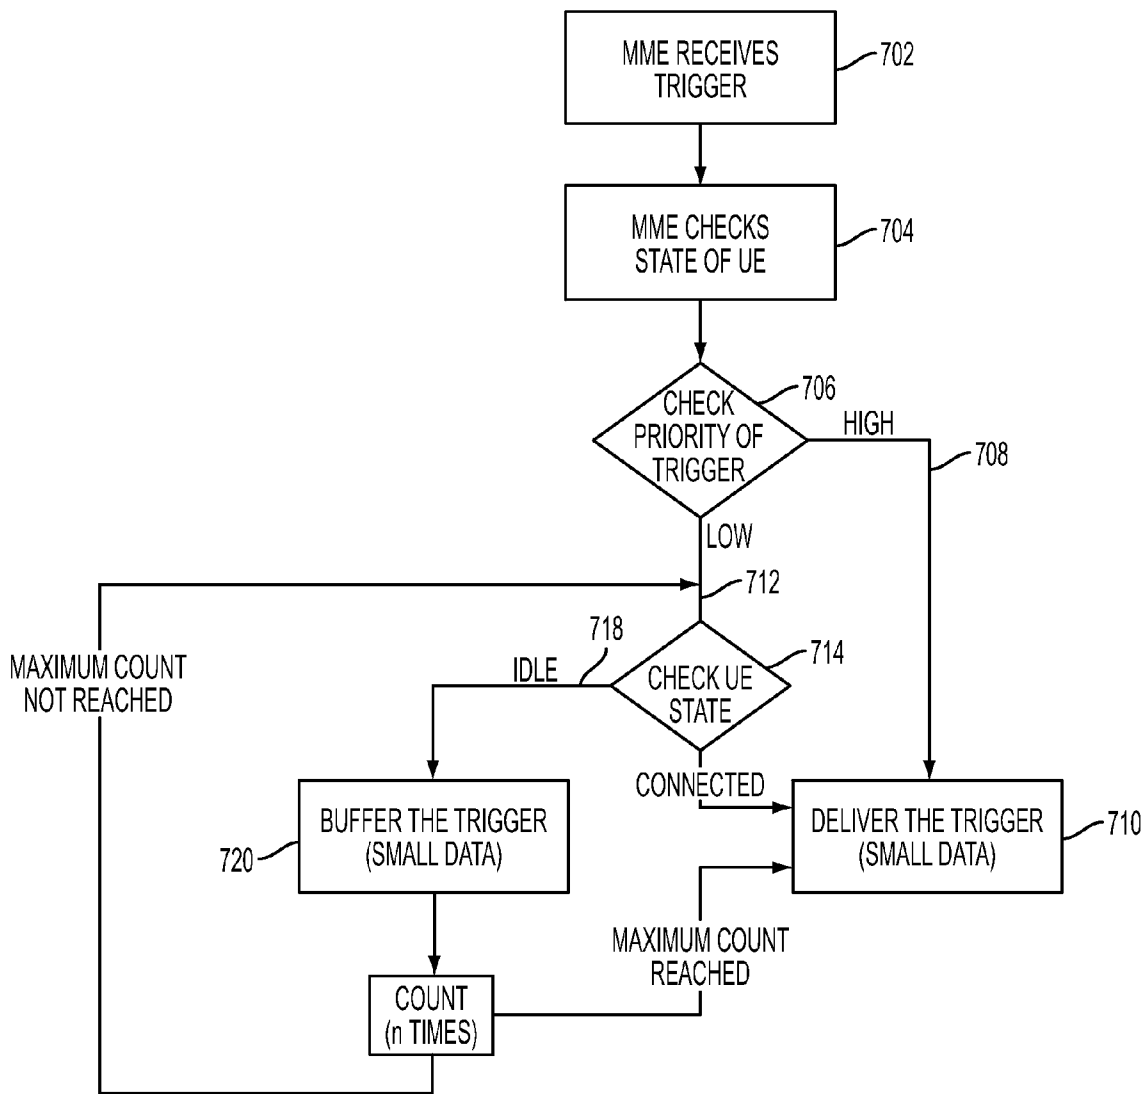 MME RECEIVES
TRIGGER
702
MME CHECKS
STATE OF UE
704
CHECK
PRIORITY OF
TRIGGER
706
HIGH
708
LOW
712
MAXIMUM COUNT
NOT REACHED
718
IDLE
CHECK UE
STATE
714
CONNECTED
BUFFER THE TRIGGER
(SMALL DATA)
720
DELIVER THE TRIGGER
(SMALL DATA)
710
MAXIMUM COUNT
REACHED
COUNT
(n TIMES)